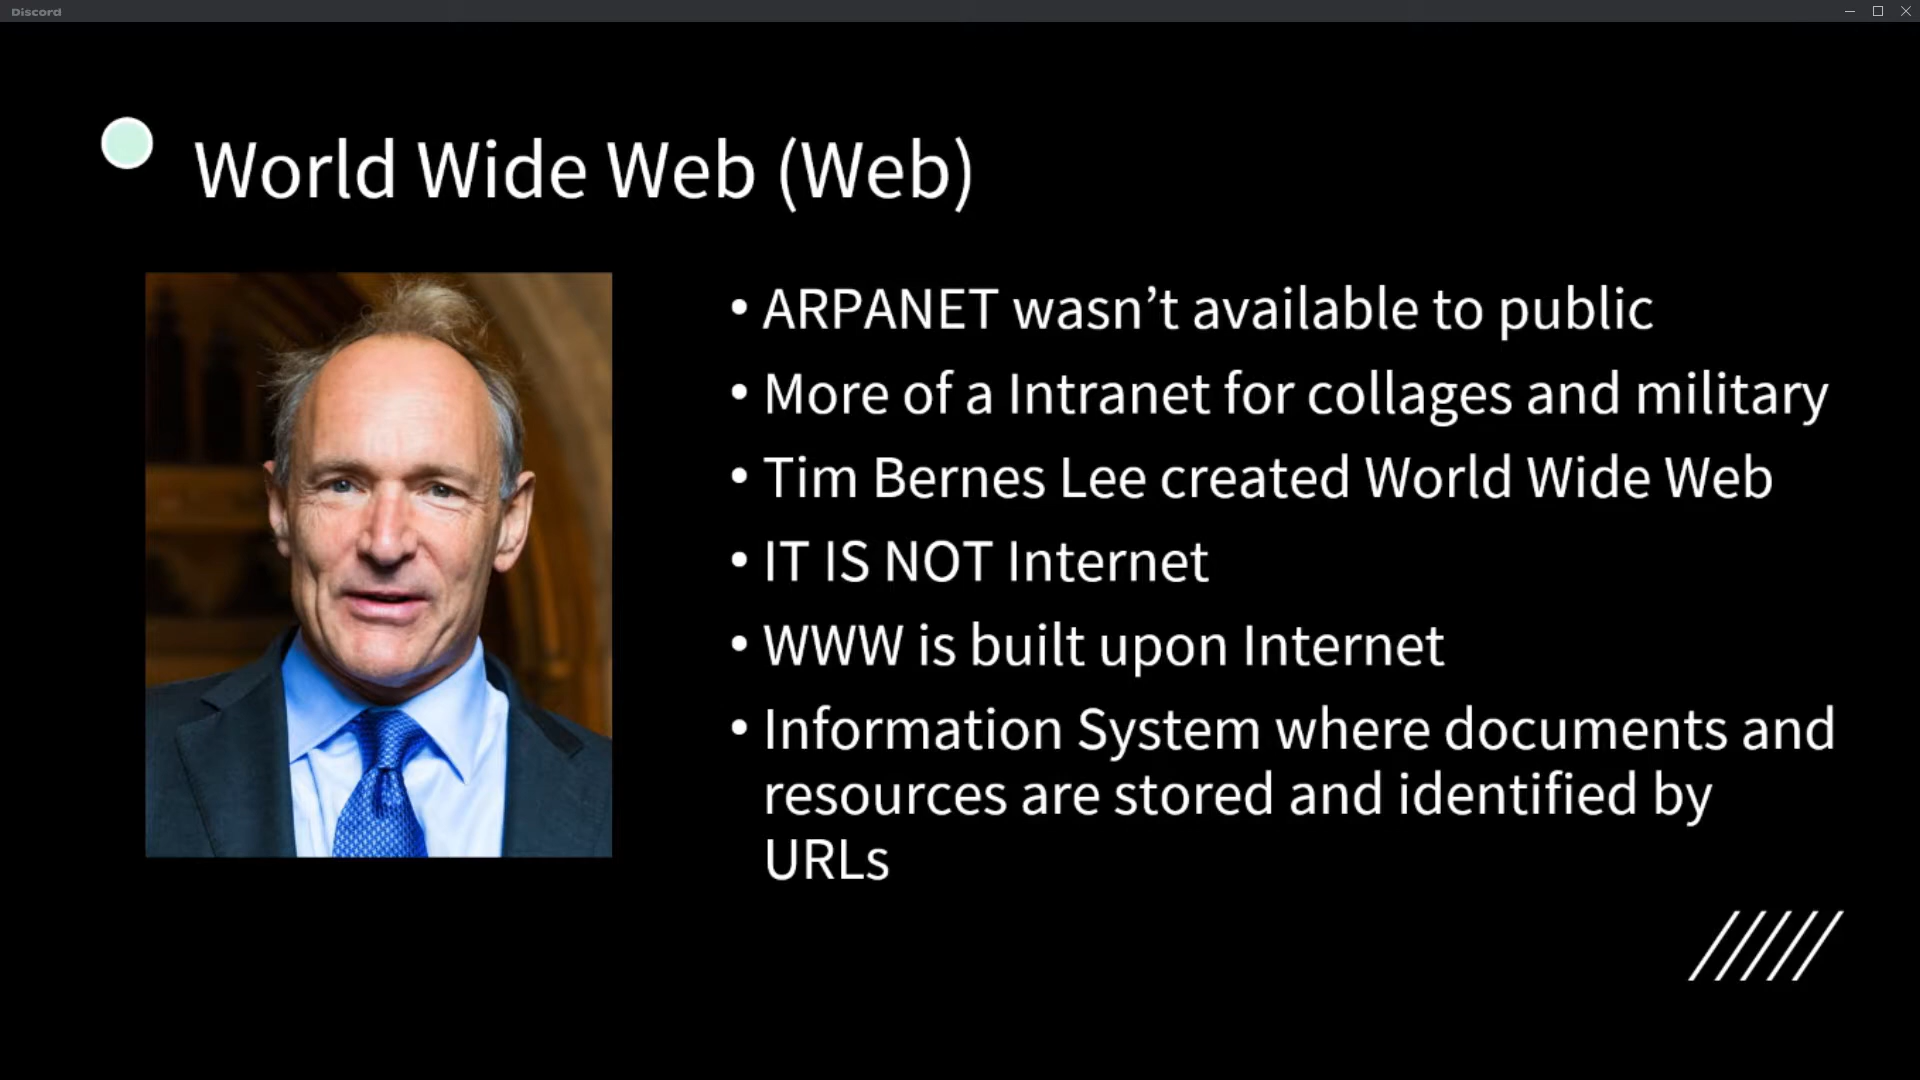 Discord
World Wide Web (Web)
• ARPANET wasn’t available to public
• More of a Intranet for collages and military
• Tim Bernes Lee created World Wide Web
• IT IS NOT Internet
• WWW is built upon Internet
• Information System where documents and
resources are stored and identified by
URLs